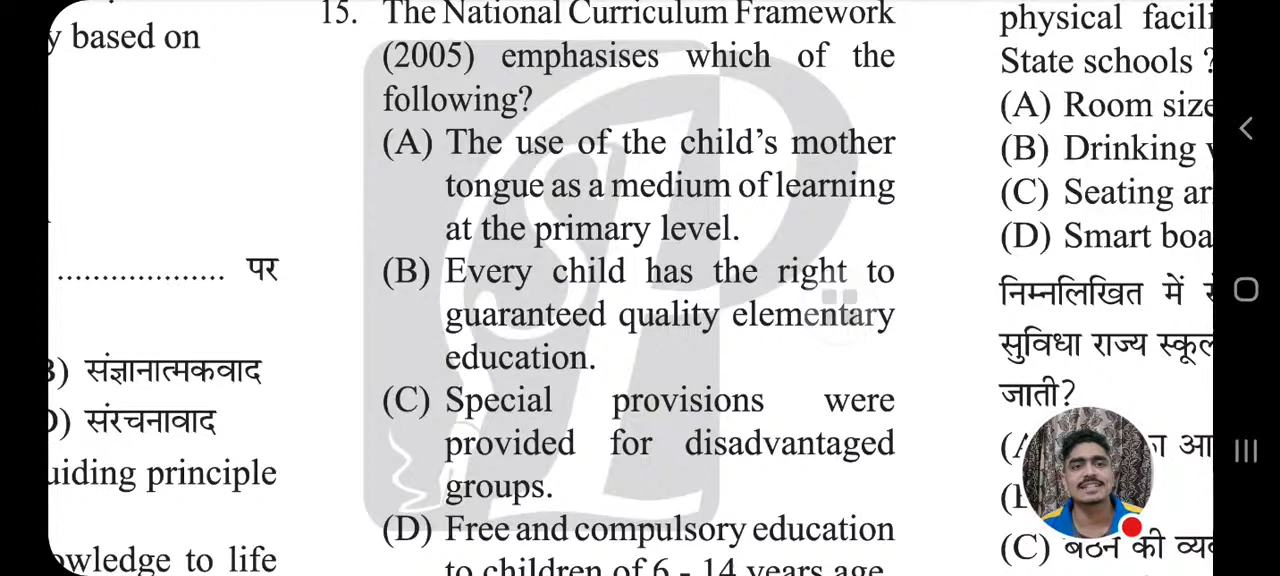 y based on
.................... पर
3) संज्ञानात्मकवाद
) संरचनावाद
uiding principle
owledge to life
15. The National Curriculum Framework
(2005) emphasises which of the
following?
(A) The use of the child's mother
tongue as a medium of learning
at the primary level.
(B) Every child has the right to
guaranteed quality elementary
education.
(C) Special provisions were
provided for disadvantaged
groups.
(D) Free and compulsory education
to children of 6 - 14 years age
physical facili
State schools ?
(A) Room size
(B) Drinking
(C) Seating ar
(D) Smart boa
निम्नलिखित में
सुविधा राज्य स्कूल
जाती?
(A
ा आ
(B
(C) बैठने की व्य